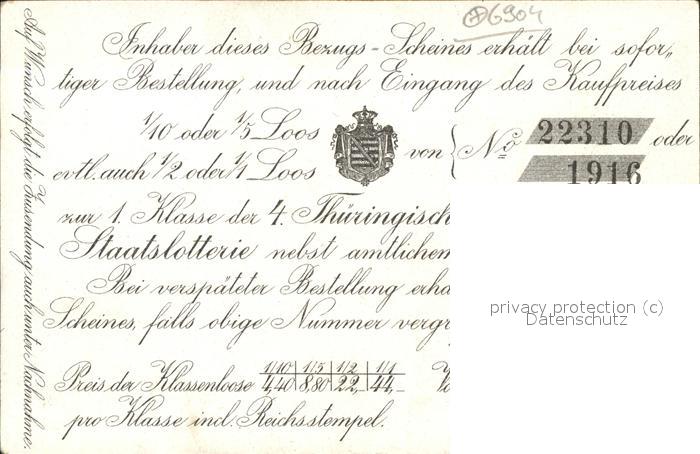 ⊕6904
Inhaber dieses Bezugs-Scheines erhält bei sofor„
tiger Bestellung, und nach Eingang des Kaufpreises
1/10 oder 1/5 Loos
evtl. auch 1/2 oder 1/1 Loos
von { No 22310 oder
1916
zur 1. Klasse der 4. Thüringisch
Staatslotterie nebst amtlichem
Bei verspäteter Bestellung erha
Scheines, falls obige Nummer vergr
Preis der Klassenloose
1/10 1/5 1/2 1/1
4,40 8,80 22,- 44,-
pro Klasse incl. Reichsstempel.
Auf Wunsch erfolgt die Zusendung auch unter Nachnahme.
privacy protection (c)
Datenschutz